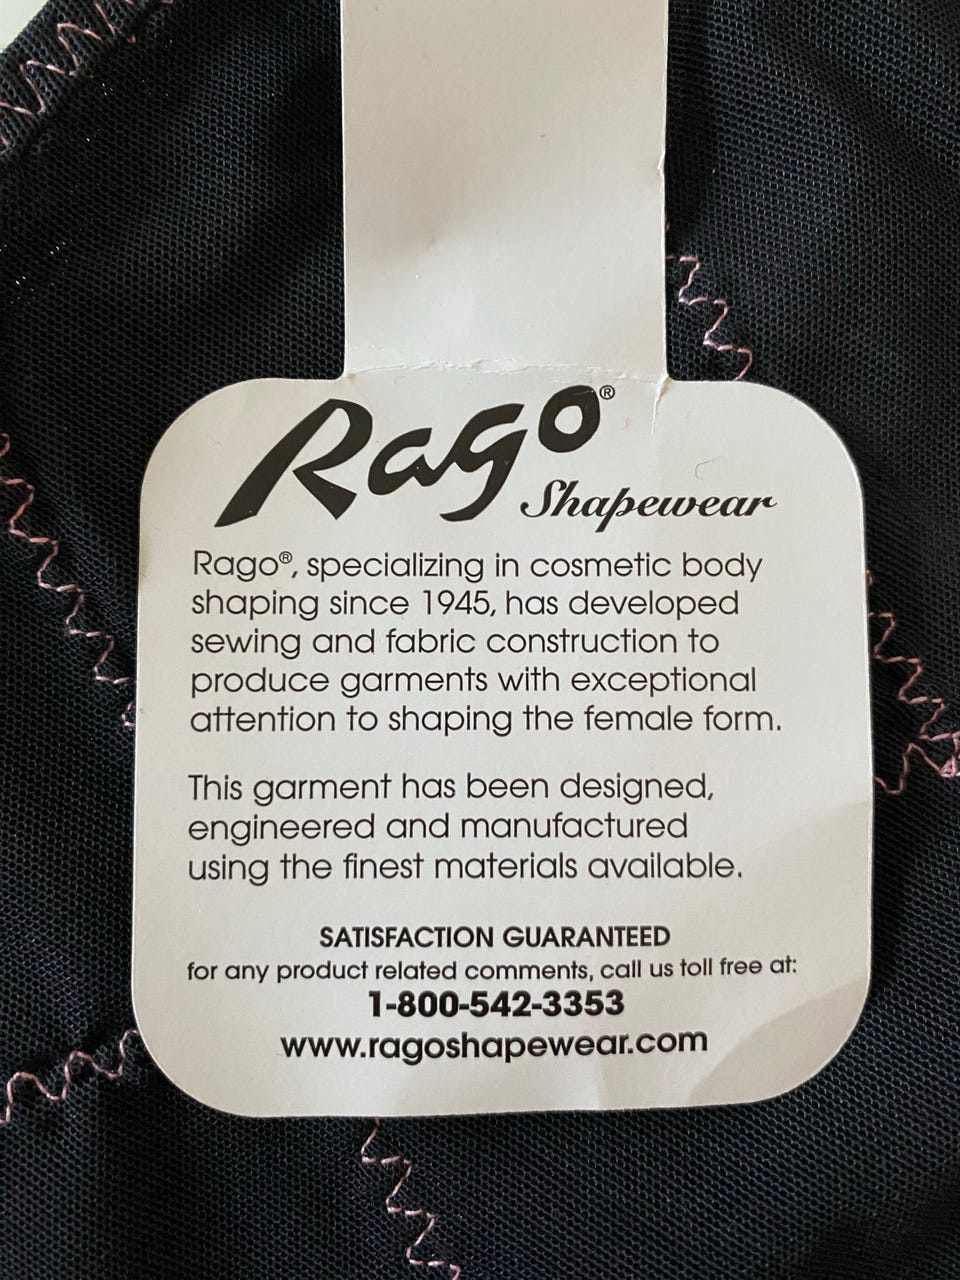 Rago®
Shapewear
Rago®, specializing in cosmetic body
shaping since 1945, has developed
sewing and fabric construction to
produce garments with exceptional
attention to shaping the female form.
This garment has been designed,
engineered and manufactured
using the finest materials available.
SATISFACTION GUARANTEED
for any product related comments, call us toll free at:
1-800-542-3353
www.ragoshapewear.com